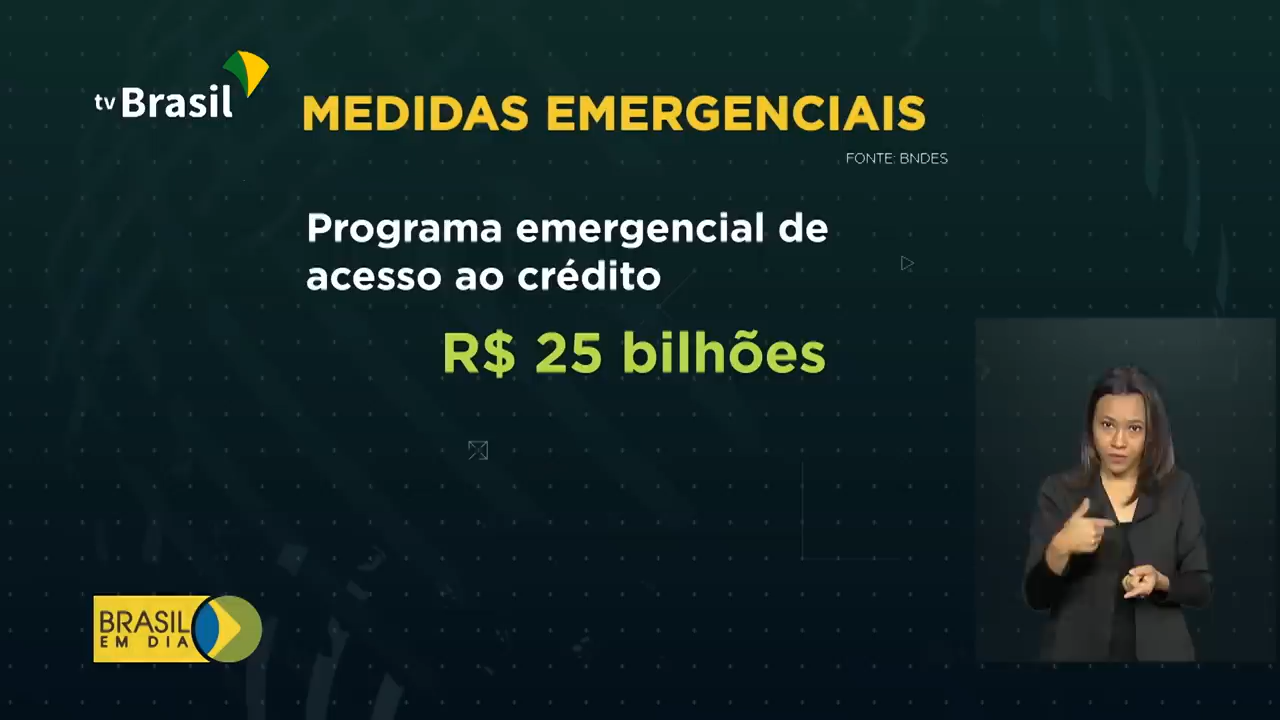 tv Brasil
MEDIDAS EMERGENCIAIS
FONTE: BNDES
Programa emergencial de
acesso ao crédito
R$ 25 bilhões
BRASIL
EM DIA